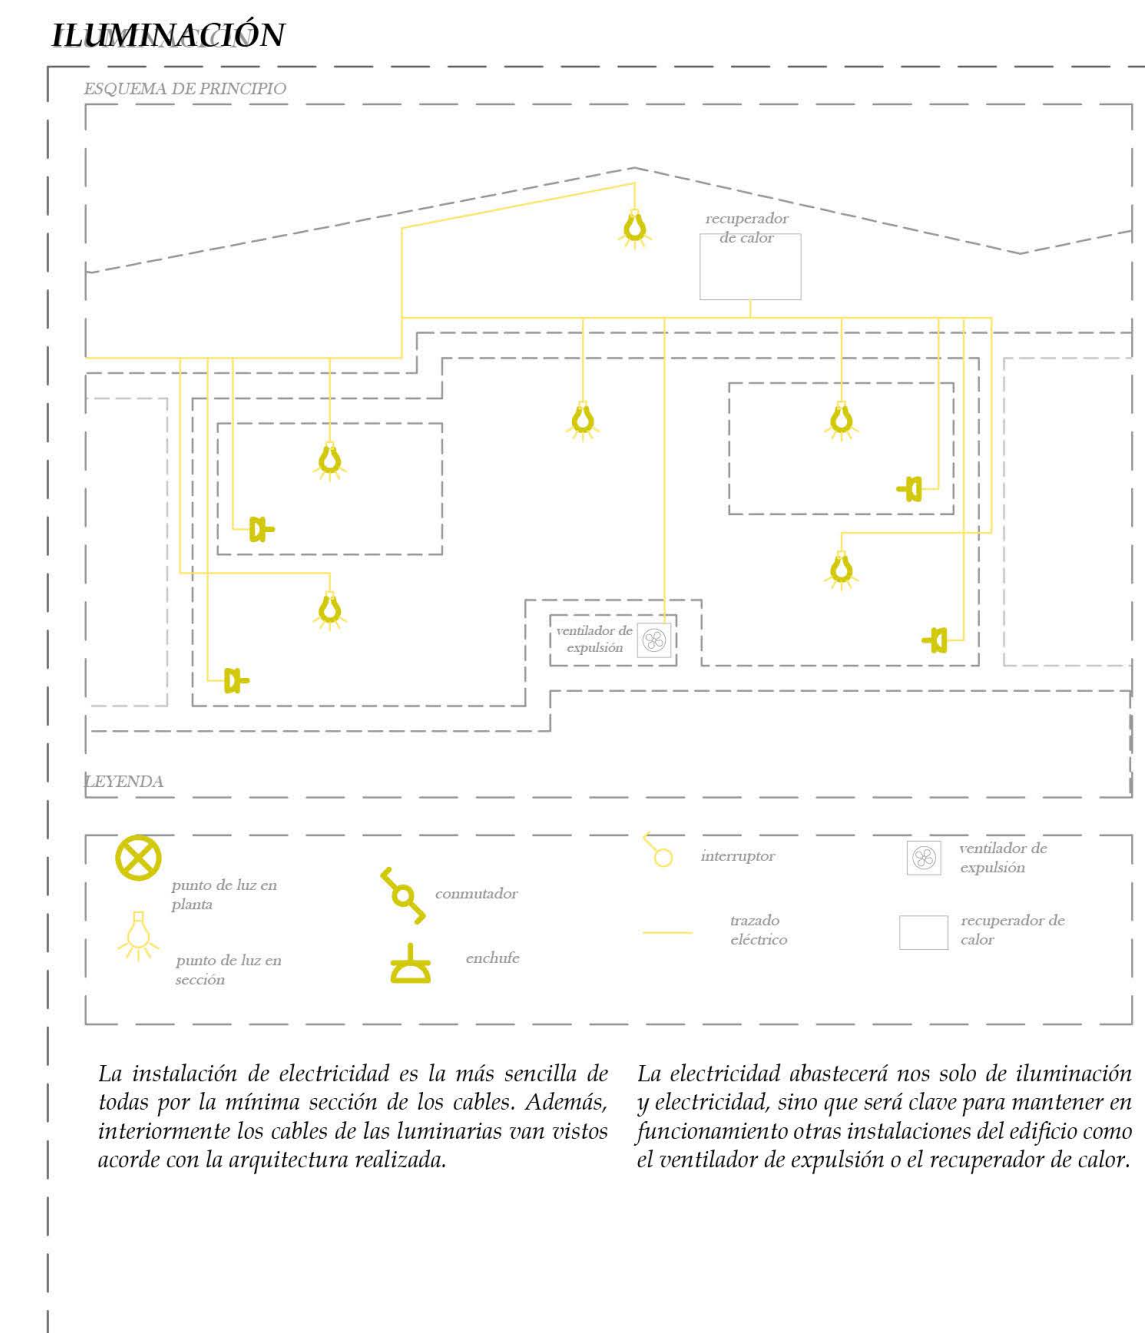 ILUMINACIÓN
ESQUEMA DE PRINCIPIO
recuperador
de calor
ventilador de
expulsión
LEYENDA
punto de luz en
planta
punto de luz en
sección
conmutador
enchufe
interruptor
trazado
eléctrico
ventilador de
expulsión
recuperador de
calor
La instalación de electricidad es la más sencilla de
todas por la mínima sección de los cables. Además,
interiormente los cables de las luminarias van vistos
acorde con la arquitectura realizada.
La electricidad abastecerá nos solo de iluminación
y electricidad, sino que será clave para mantener en
funcionamiento otras instalaciones del edificio como
el ventilador de expulsión o el recuperador de calor.